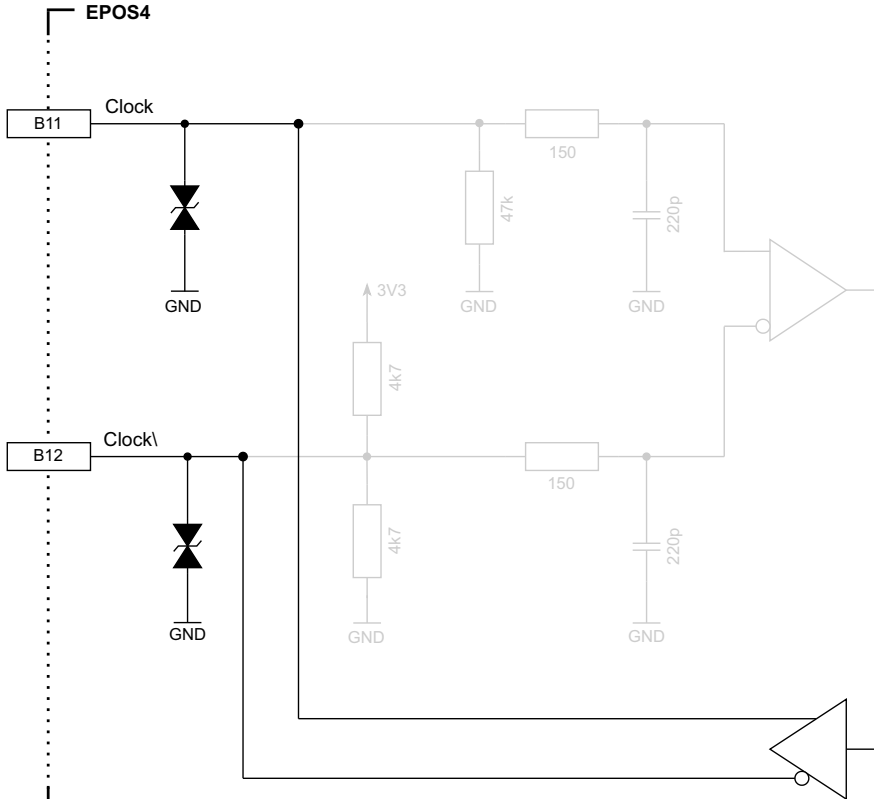 EPOS4
Clock
B11
150
47k
220p
GND
GND
GND
3V3
4k7
Clock\
B12
150
4k7
220p
GND
GND
GND